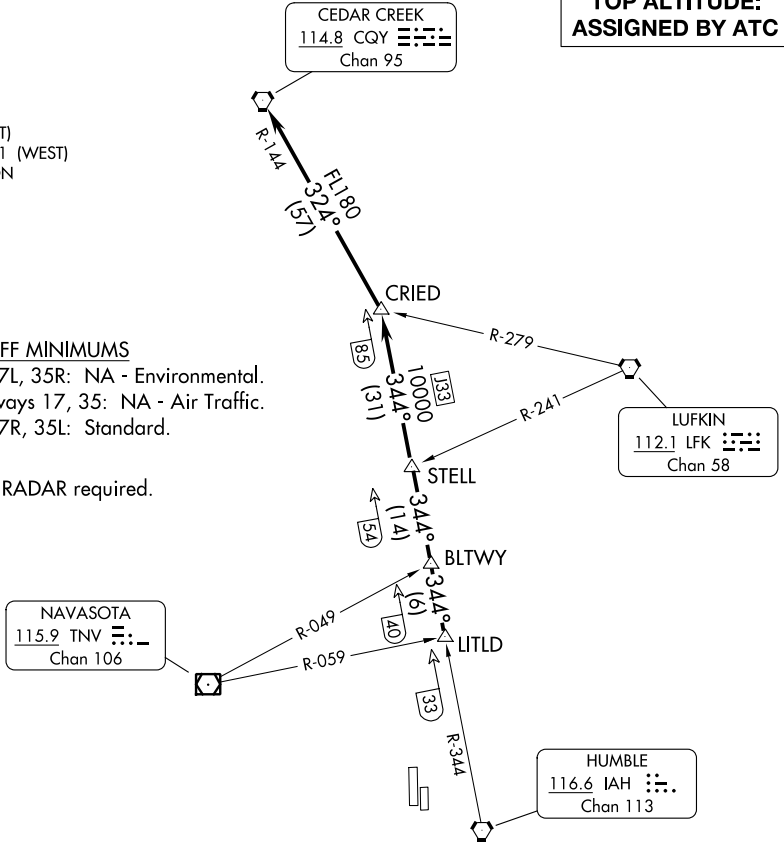 CEDAR CREEK
114.8 CQY
Chan 95
TOP ALTITUDE:
ASSIGNED BY ATC
T)
1 (WEST)
ON
R-144
FL180
324°
(57)
CRIED
R-279
85
10000
344°
(31)
J33
R-241
LUFKIN
112.1 LFK
Chan 58
FF MINIMUMS
7L, 35R: NA - Environmental.
ways 17, 35: NA - Air Traffic.
7R, 35L: Standard.
RADAR required.
STELL
344°
(14)
54
BLTWY
344°
(6)
40
NAVASOTA
115.9 TNV
Chan 106
R-049
R-059
LITLD
33
R-344
HUMBLE
116.6 IAH
Chan 113